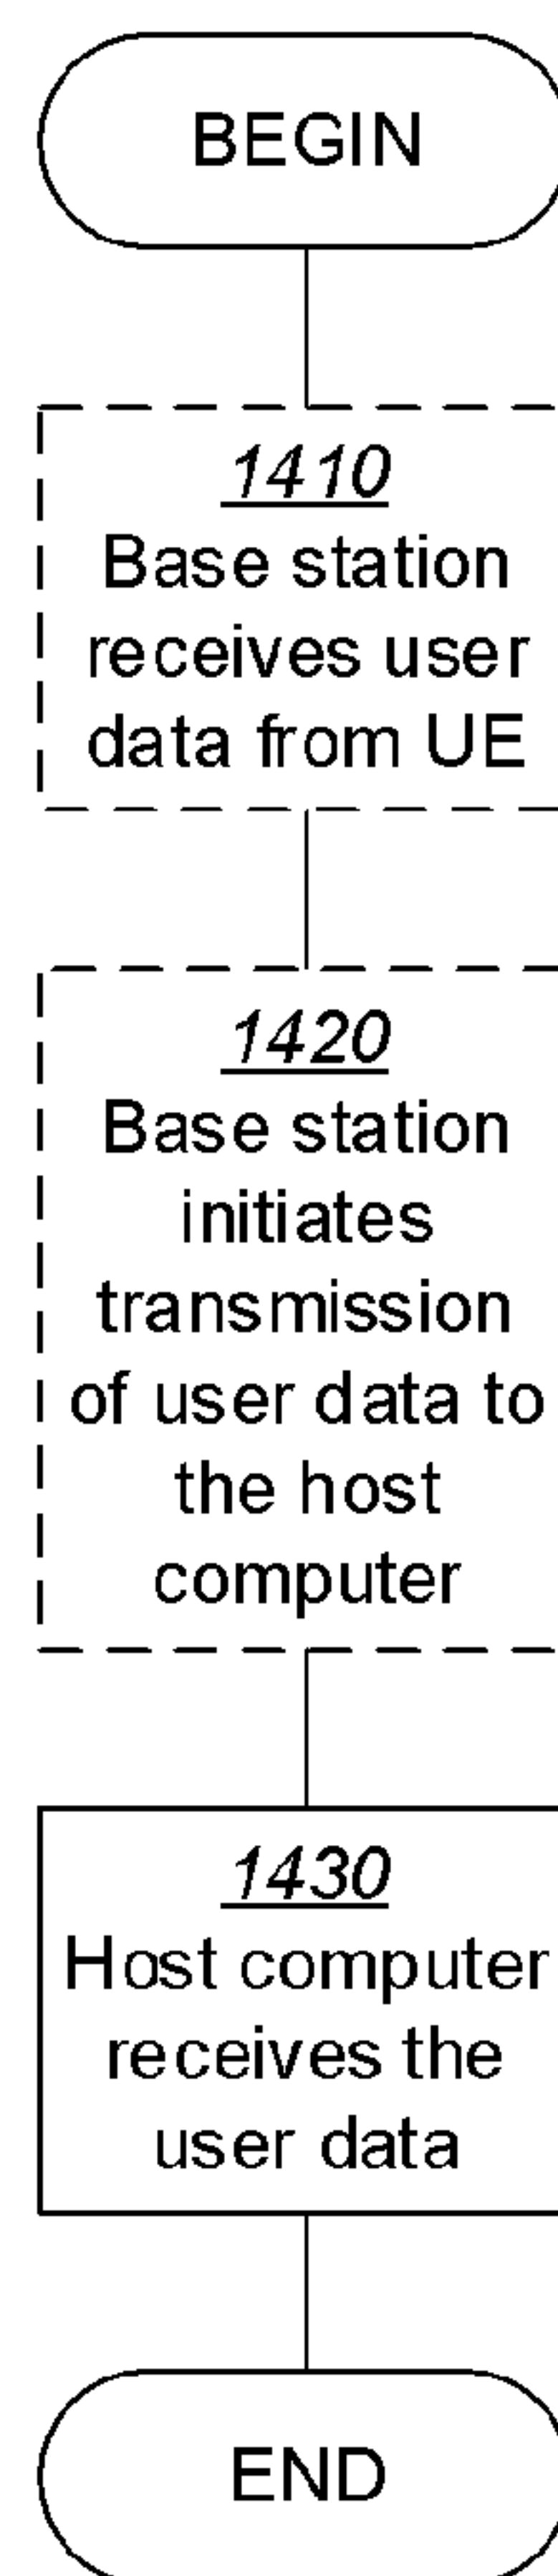 BEGIN
1410
Base station
receives user
data from UE
1420
Base station
initiates
transmission
of user data to
the host
computer
1430
Host computer
receives the
user data
END